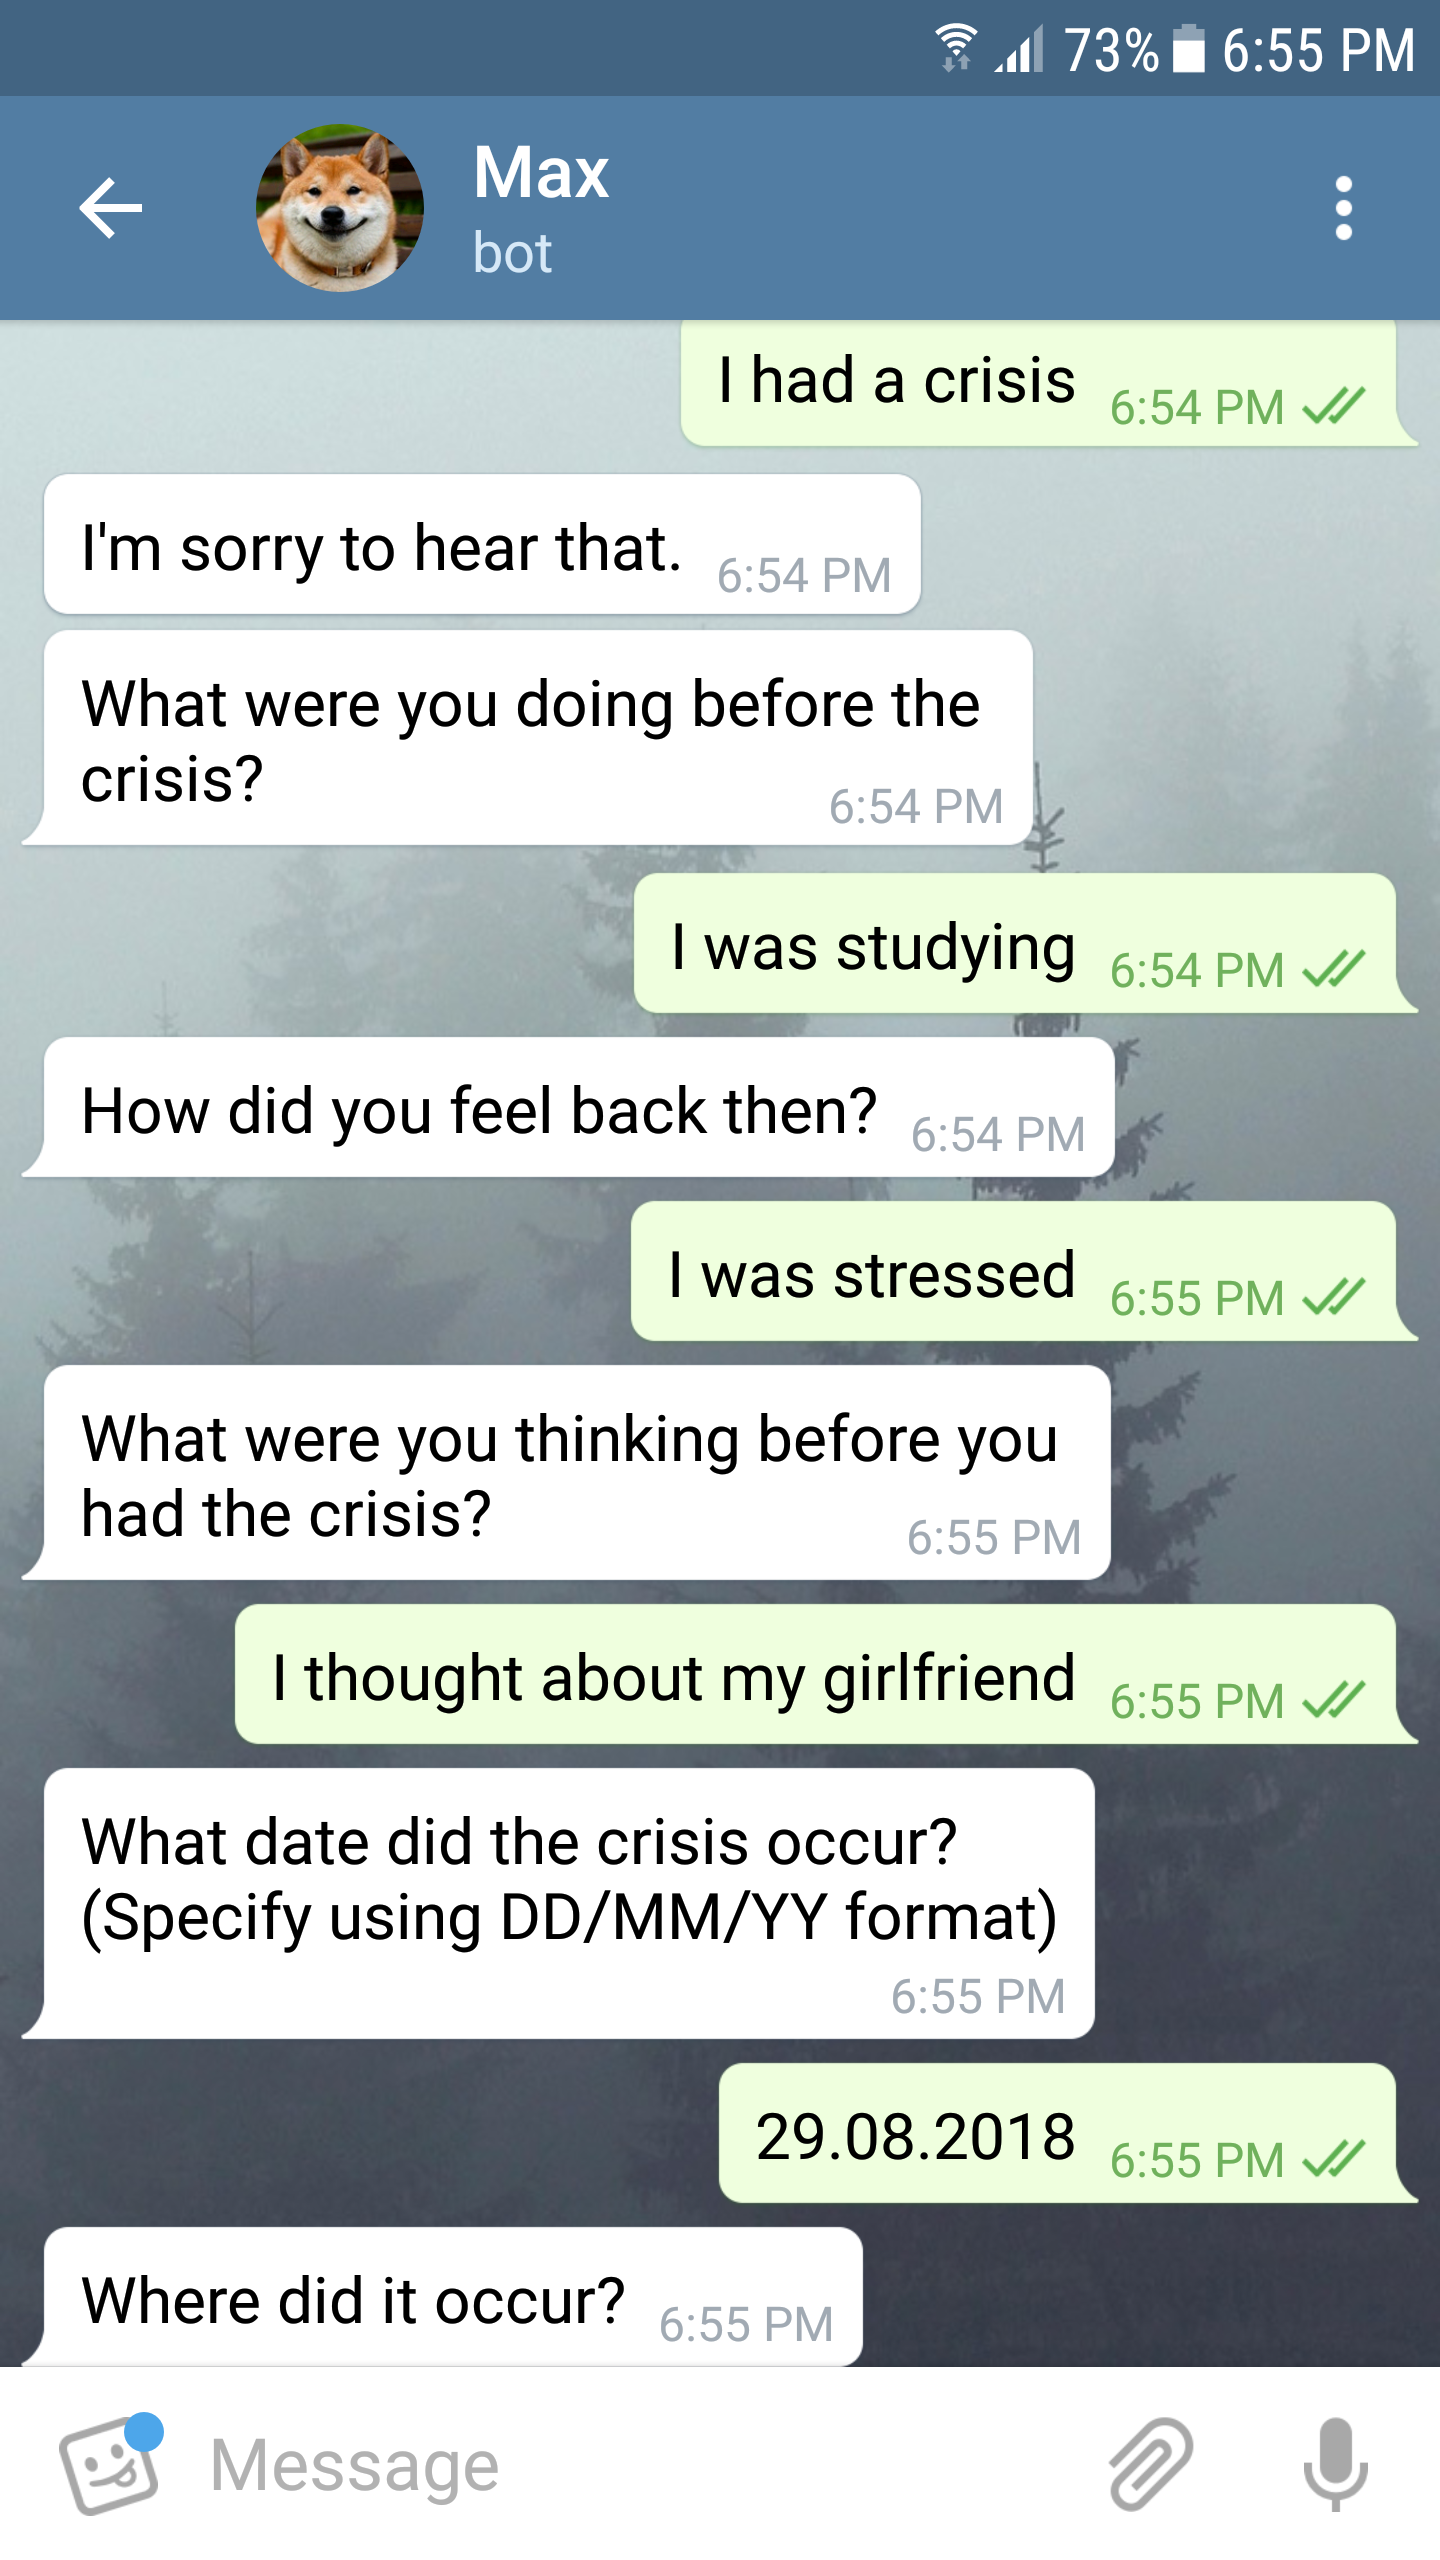 73% 6:55 PM
Max
bot
I had a crisis 6:54 PM
I'm sorry to hear that. 6:54 PM
What were you doing before the
crisis?
6:54 PM
I was studying 6:54 PM
How did you feel back then? 6:54 PM
I was stressed 6:55 PM
What were you thinking before you
had the crisis?
6:55 PM
I thought about my girlfriend 6:55 PM
What date did the crisis occur?
(Specify using DD/MM/YY format)
6:55 PM
29.08.2018 6:55 PM
Where did it occur? 6:55 PM
Message